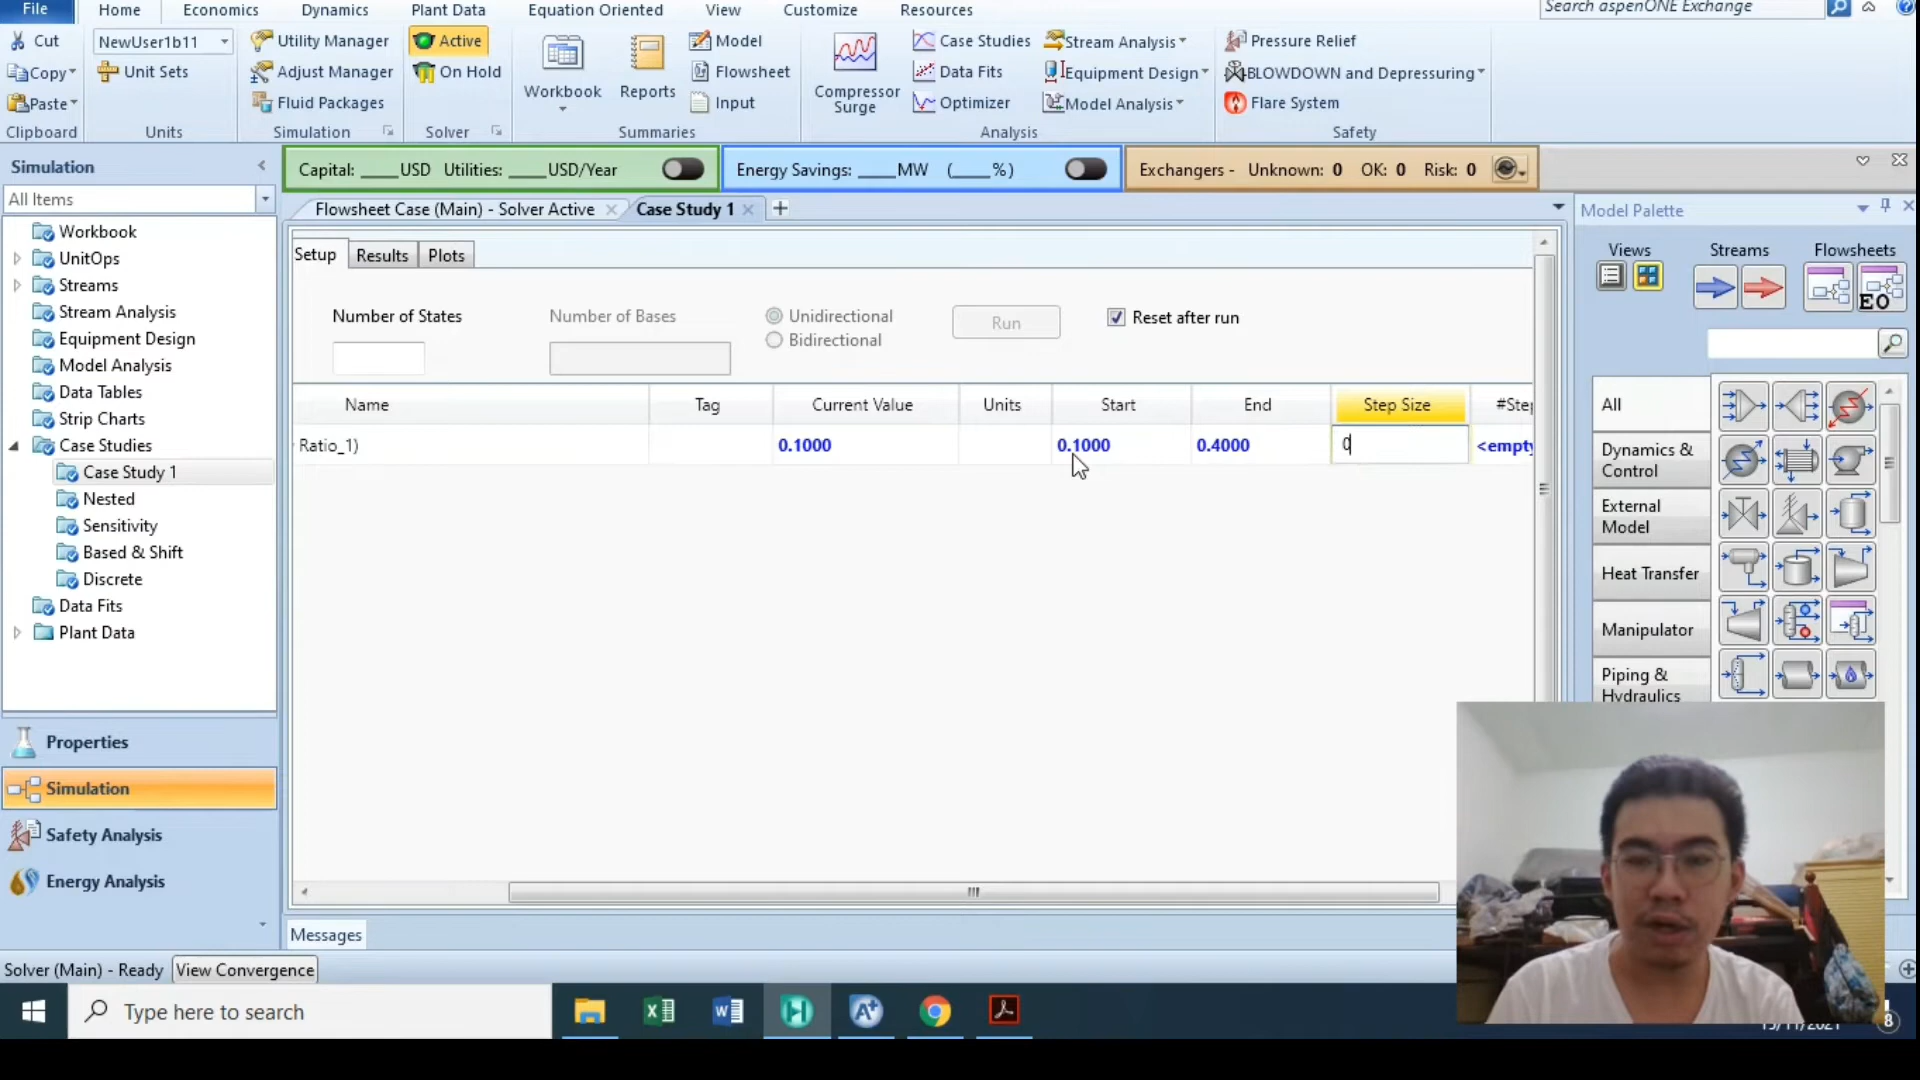 File Home Economics Dynamics Plant Data Equation Oriented View Customize Resources Search aspenONE Exchange
Cut NewUser1b11 Utility Manager Active Model Case Studies Stream Analysis Pressure Relief
Copy Unit Sets Adjust Manager On Hold Workbook Reports Flowsheet Compressor Surge Data Fits Equipment Design BLOWDOWN and Depressuring
Paste Fluid Packages Input Optimizer Model Analysis Flare System
Clipboard Units Simulation Solver Summaries Analysis Safety
Simulation Capital: ____USD Utilities: ____USD/Year Energy Savings: ____MW (____%) Exchangers - Unknown: 0 OK: 0 Risk: 0
All Items Flowsheet Case (Main) - Solver Active Case Study 1 Model Palette
Workbook
UnitOps
Streams
Stream Analysis
Equipment Design
Model Analysis
Data Tables
Strip Charts
Case Studies
Case Study 1
Nested
Sensitivity
Based & Shift
Discrete
Data Fits
Plant Data
Properties
Simulation
Safety Analysis
Energy Analysis
Setup Results Plots
Number of States Number of Bases Unidirectional Run Reset after run
Bidirectional
Name Tag Current Value Units Start End Step Size #Step
Ratio_1) 0.1000 0.1000 0.4000 0 <empty
Views Streams Flowsheets
EO
All
Dynamics & Control
External Model
Heat Transfer
Manipulator
Piping & Hydraulics
Messages
Solver (Main) - Ready View Convergence
Type here to search
8